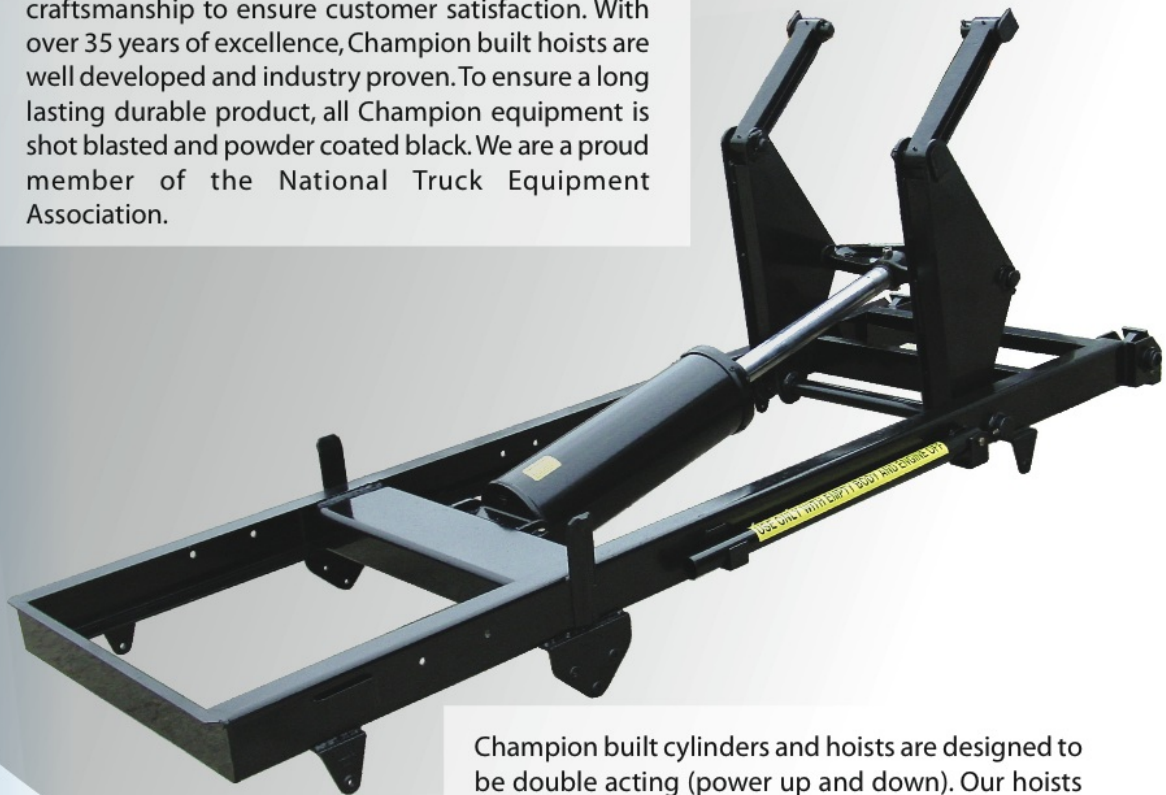 craftsmanship to ensure customer satisfaction. With
over 35 years of excellence, Champion built hoists are
well developed and industry proven. To ensure a long
lasting durable product, all Champion equipment is
shot blasted and powder coated black. We are a proud
member of the National Truck Equipment
Association.
USE ONLY WITH EMPTY BODY AND ENGINE OFF
Champion built cylinders and hoists are designed to
be double acting (power up and down). Our hoists